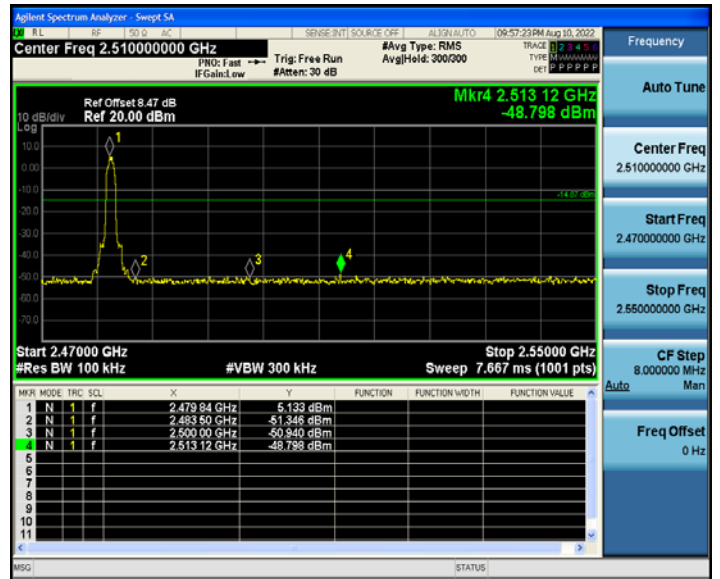 Agilent Spectrum Analyzer - Swept SA
RL RF 50 Ω AC SENSE:INT SOURCE OFF ALIGN AUTO 09:57:23 PM Aug 10, 2022
Center Freq 2.510000000 GHz #Avg Type: RMS TRACE 1 2 3 4 5 6
PNO: Fast Trig: Free Run Avg|Hold: 300/300 TYPE MWWWWW
IFGain:Low #Atten: 30 dB DET P P P P P P
Frequency
Auto Tune
Center Freq
2.510000000 GHz
Start Freq
2.470000000 GHz
Stop Freq
2.550000000 GHz
CF Step
8.000000 MHz
Auto Man
Freq Offset
0 Hz
Mkr4 2.513 12 GHz
-48.798 dBm
Ref Offset 8.47 dB
10 dB/div Ref 20.00 dBm
Log
10.0
0.00
-10.0
-20.0
-30.0
-40.0
-50.0
-60.0
-70.0
1
2
3
4
-14.87 dBm
Start 2.47000 GHz Stop 2.55000 GHz
#Res BW 100 kHz #VBW 300 kHz Sweep 7.667 ms (1001 pts)
MKR MODE TRC SCL X Y FUNCTION FUNCTION WIDTH FUNCTION VALUE
1 N 1 f 2.479 84 GHz 5.133 dBm
2 N 1 f 2.483 50 GHz -51.346 dBm
3 N 1 f 2.500 00 GHz -50.940 dBm
4 N 1 f 2.513 12 GHz -48.798 dBm
5
6
7
8
9
10
11
MSG STATUS